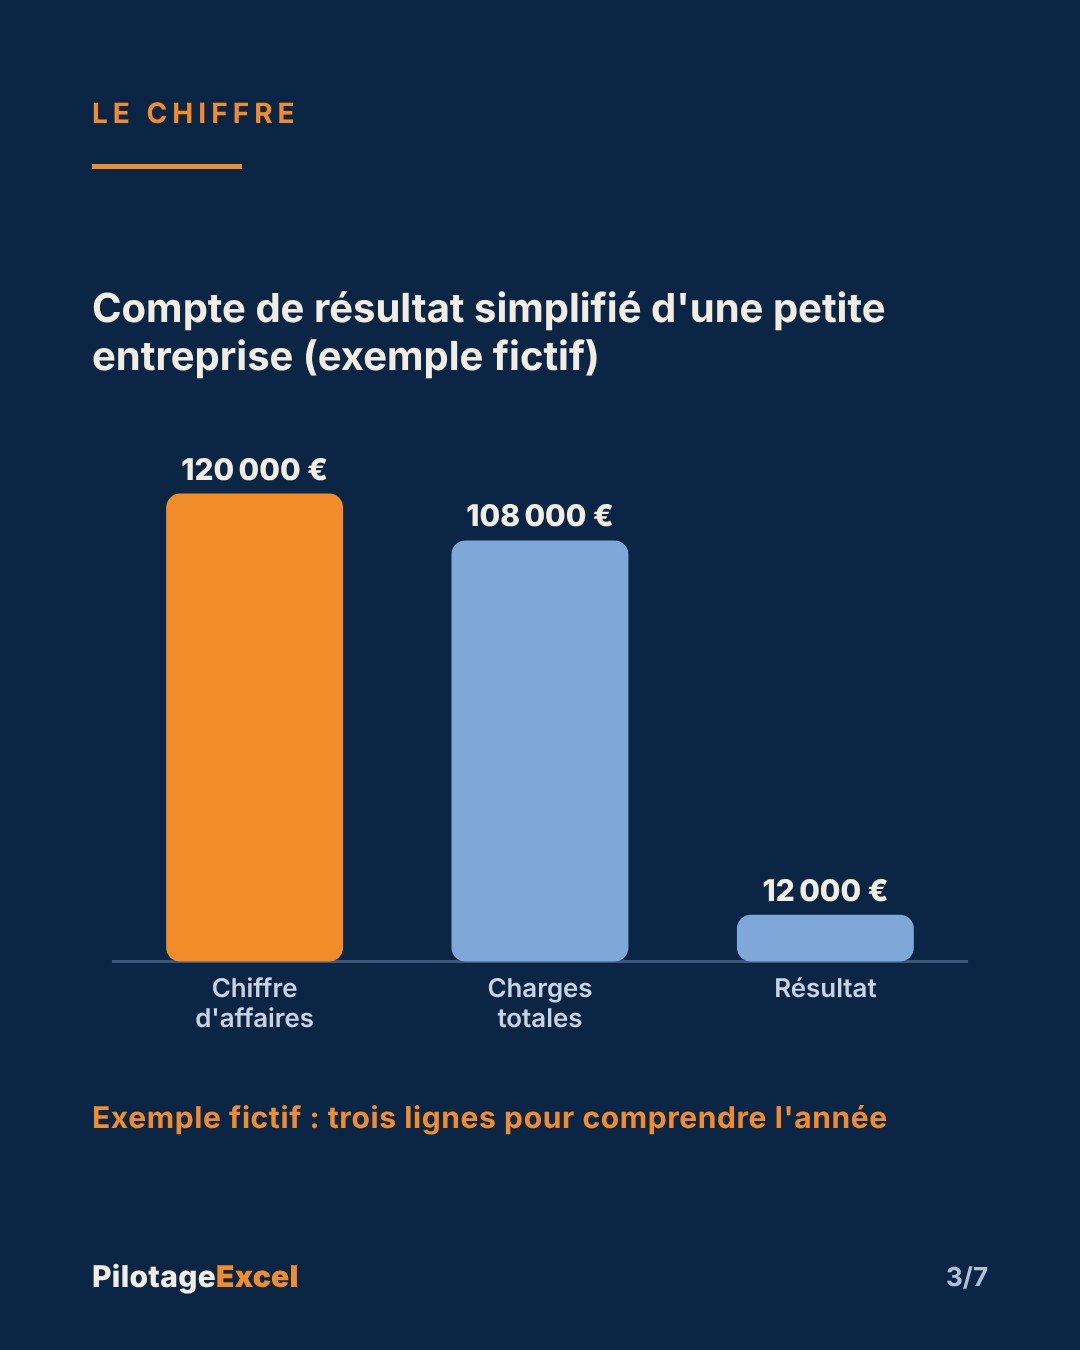 LE CHIFFRE
Compte de résultat simplifié d'une petite
entreprise (exemple fictif)
120 000 €
108 000 €
12 000 €
Chiffre
d'affaires
Charges
totales
Résultat
Exemple fictif : trois lignes pour comprendre l'année
PilotageExcel
3/7